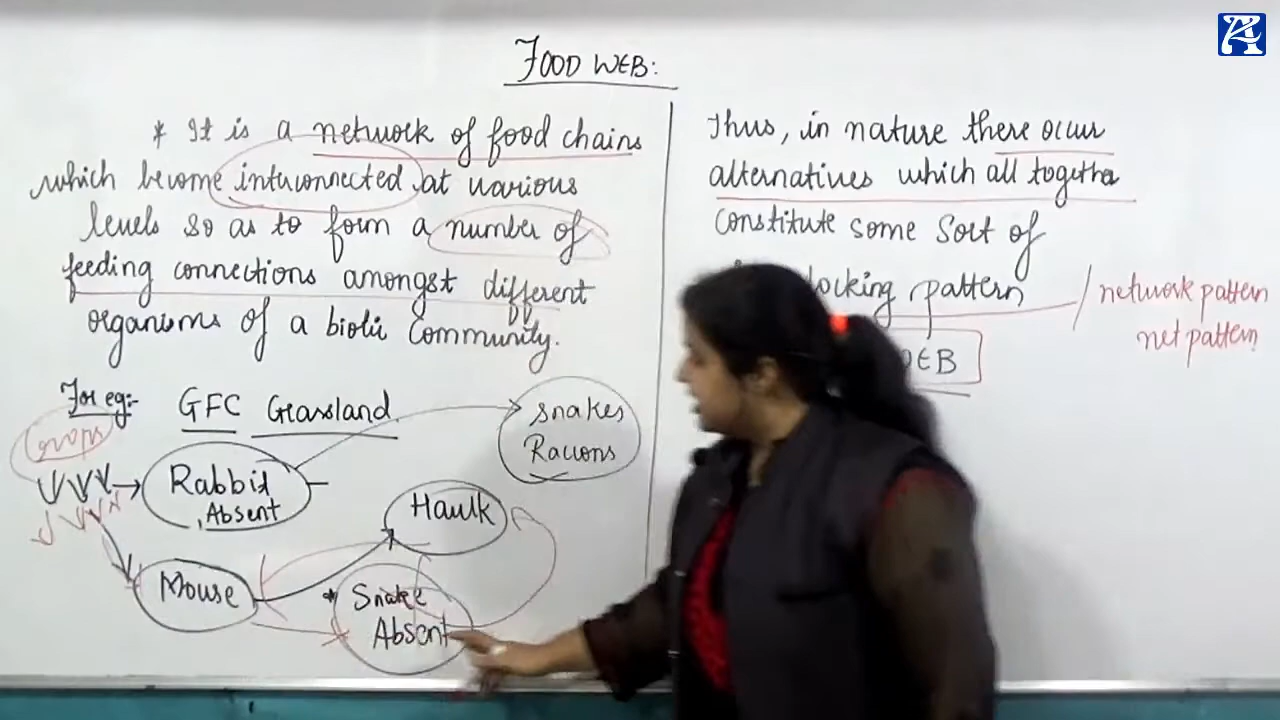 FOOD WEB:
* It is a network of food chains
which become interconnected at various
levels so as to form a number of
feeding connections amongst different
organisms of a biotic community.
For eg:-
GFC Grassland
Crops
Rabbit
Absent
Snakes
Racions
Hawk
Mouse
* Snake
Absent
Thus, in nature there occur
alternatives which all together
constitute some sort of
locking pattern
/ network pattern
net pattern
EB